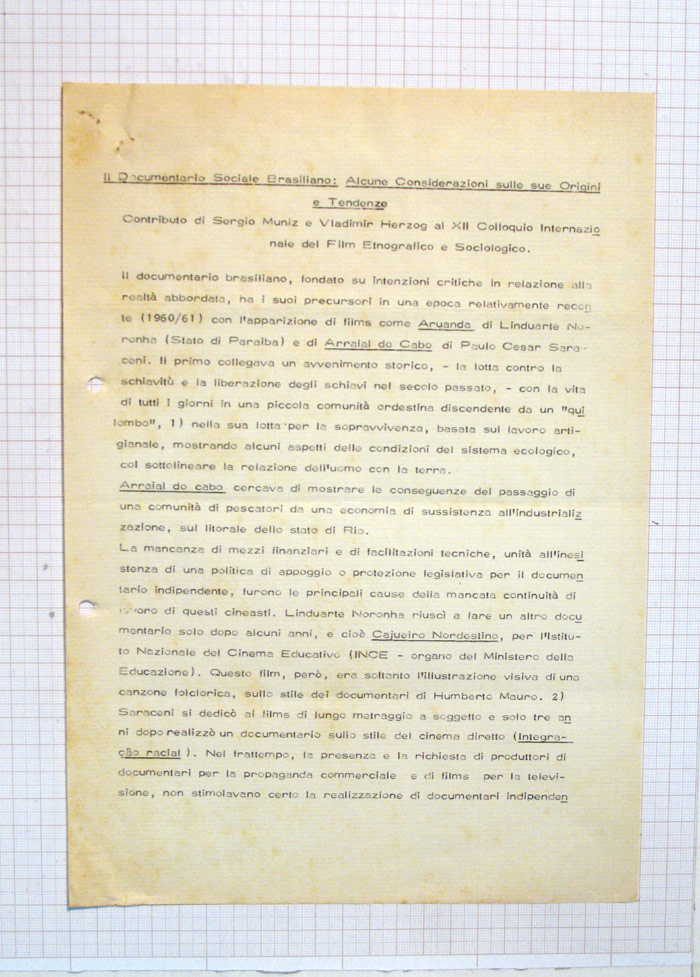 Il Documentario Sociale Brasiliano: Alcune Considerazioni sulle sue Origini
e Tendenze
Contributo di Sergio Muniz e Vladimir Herzog al XII Colloquio Internazio
nale del Film Etnografico e Sociologico.
Il documentario brasiliano, fondato su intenzioni critiche in relazione alla
realtà abbordata, ha i suoi precursori in una epoca relativamente recen
te (1960/61) con l'apparizione di films come Aruanda di Linduarte No-
ronha (Stato di Paraiba) e di Arraial do Cabo di Paulo Cesar Sara-
ceni. Il primo collegava un avvenimento storico, - la lotta contro la
schiavitù e la liberazione degli schiavi nel secolo passato, - con la vita
di tutti i giorni in una piccola comunità ordestina discendente da un "qui
lombo", 1) nella sua lotta per la sopravvivenza, basata sul lavoro arti-
gianale, mostrando alcuni aspetti delle condizioni del sistema ecologico,
col sottolineare la relazione dell'uomo con la terra.
Arraial do cabo cercava di mostrare le conseguenze del passaggio di
una comunità di pescatori da una economia di sussistenza all'industrializ
zazione, sul litorale dello stato di Rio.
La mancanza di mezzi finanziari e di facilitazioni tecniche, unità all'inesi
stenza di una politica di appoggio o protezione legislativa per il documen
tario indipendente, furono le principali cause della mancata continuità di
lavoro di questi cineasti. Linduarte Noronha riuscì a fare un altro docu
mentario solo dopo alcuni anni, e cioè Cajueiro Nordestino, per l'Istitu-
to Nazionale del Cinema Educativo (INCE - organo del Ministero della
Educazione). Questo film, però, era soltanto l'illustrazione visiva di una
canzone folclorica, sullo stile dei documentari di Humberto Mauro. 2)
Saraceni si dedicò ai films di lungo metraggio a soggetto e solo tre an
ni dopo realizzò un documentario sullo stile del cinema diretto (Integra-
ção racial ). Nel frattempo, la presenza e la richiesta di produttori di
documentari per la propaganda commerciale e di films per la televi-
sione, non stimolavano certo la realizzazione di documentari indipenden